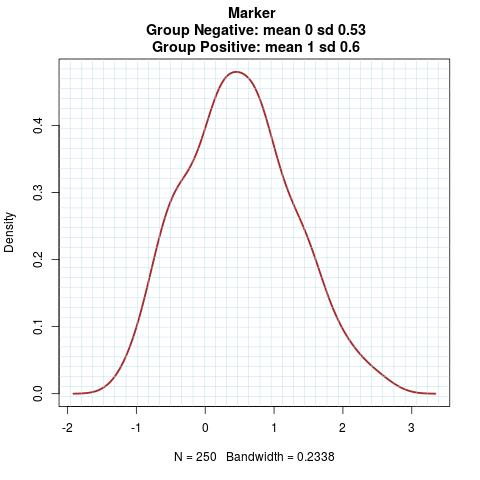 Marker
Group Negative: mean 0 sd 0.53
Group Positive: mean 1 sd 0.6
Density
0.4
0.3
0.2
0.1
0.0
-2 -1 0 1 2 3
N = 250 Bandwidth = 0.2338